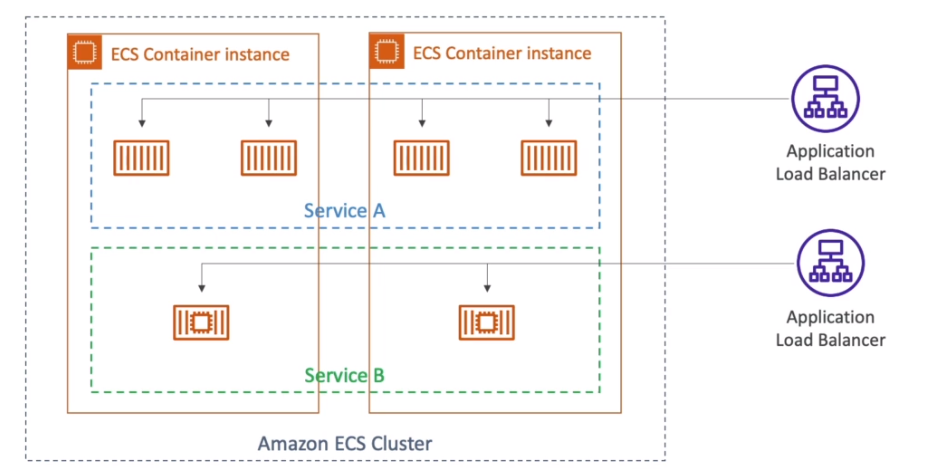 ECS Container instance
ECS Container instance
Application
Load Balancer
Service A
Application
Load Balancer
Service B
Amazon ECS Cluster